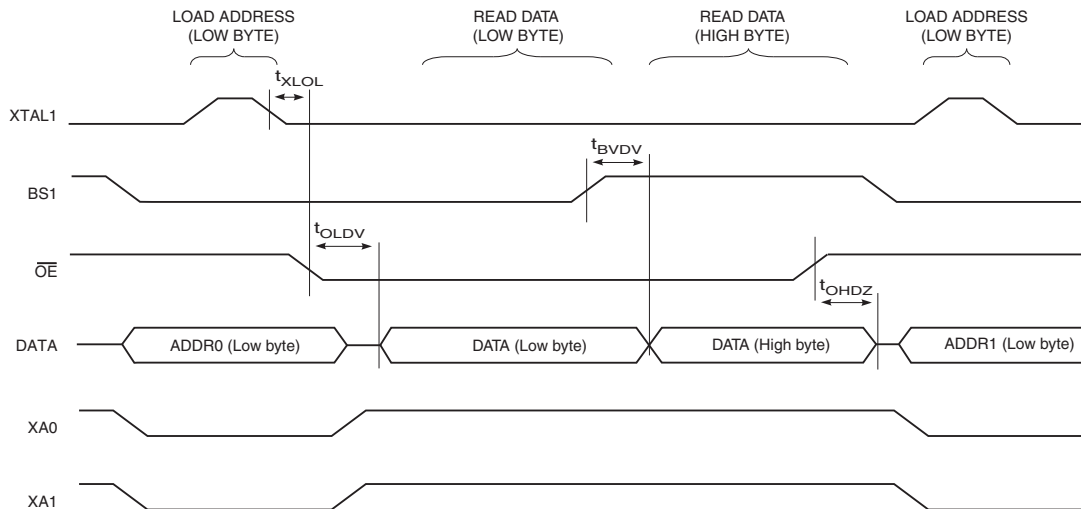 LOAD ADDRESS
(LOW BYTE)
READ DATA
(LOW BYTE)
READ DATA
(HIGH BYTE)
LOAD ADDRESS
(LOW BYTE)
tXLOL
XTAL1
tBVDV
BS1
tOLDV
OE
tOHDZ
DATA
ADDR0 (Low byte)
DATA (Low byte)
DATA (High byte)
ADDR1 (Low byte)
XA0
XA1